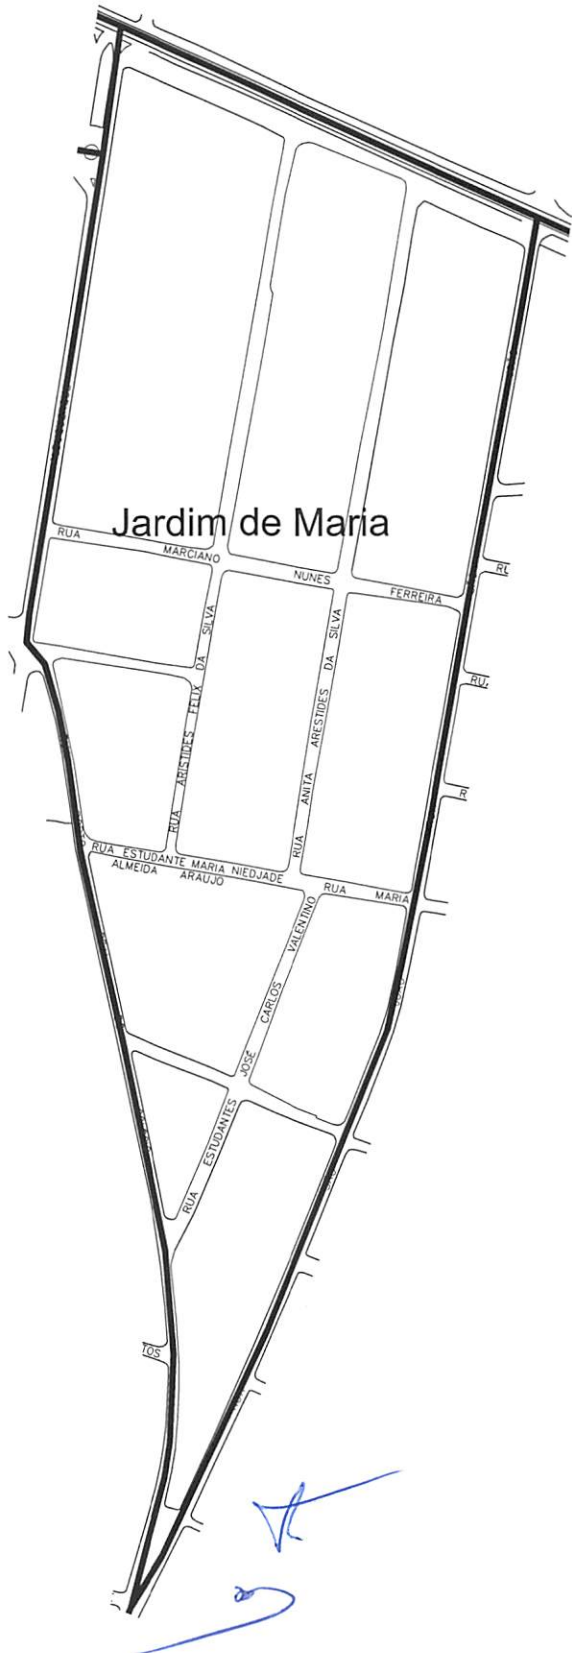 Jardim de Maria
RUA MARCIANO NUNES FERREIRA
RUA ARISTIDES FELIX DA SILVA
RUA ANITA ARESTIDES DA SILVA
RUA ESTUDANTE MARIA NIEDJADE
ALMEIDA ARAUJO
RUA MARIA
RUA ESTUDANTES JOSÉ CARLOS VALENTINO
TOS